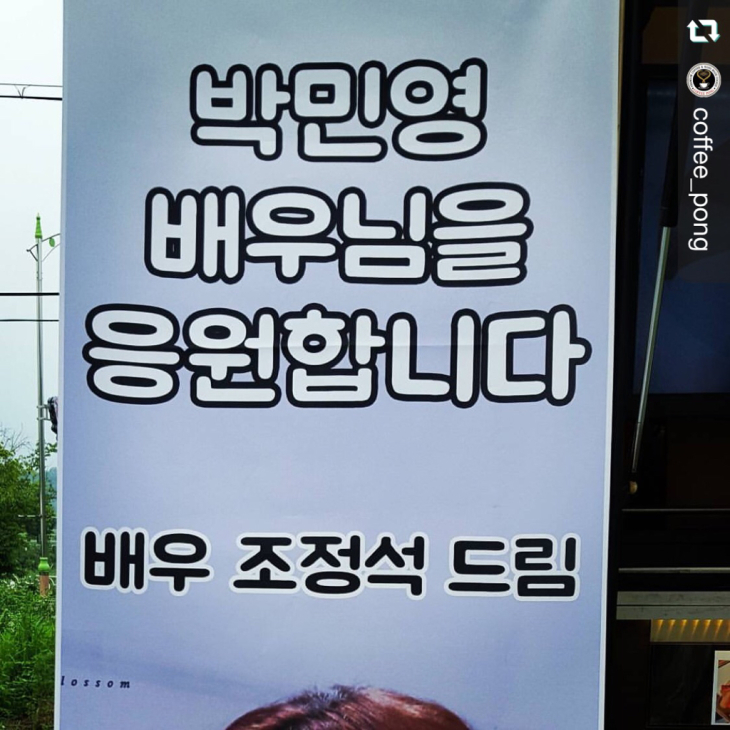 박민영
배우님을
응원합니다
배우 조정석 드림
lossom
coffee_pong